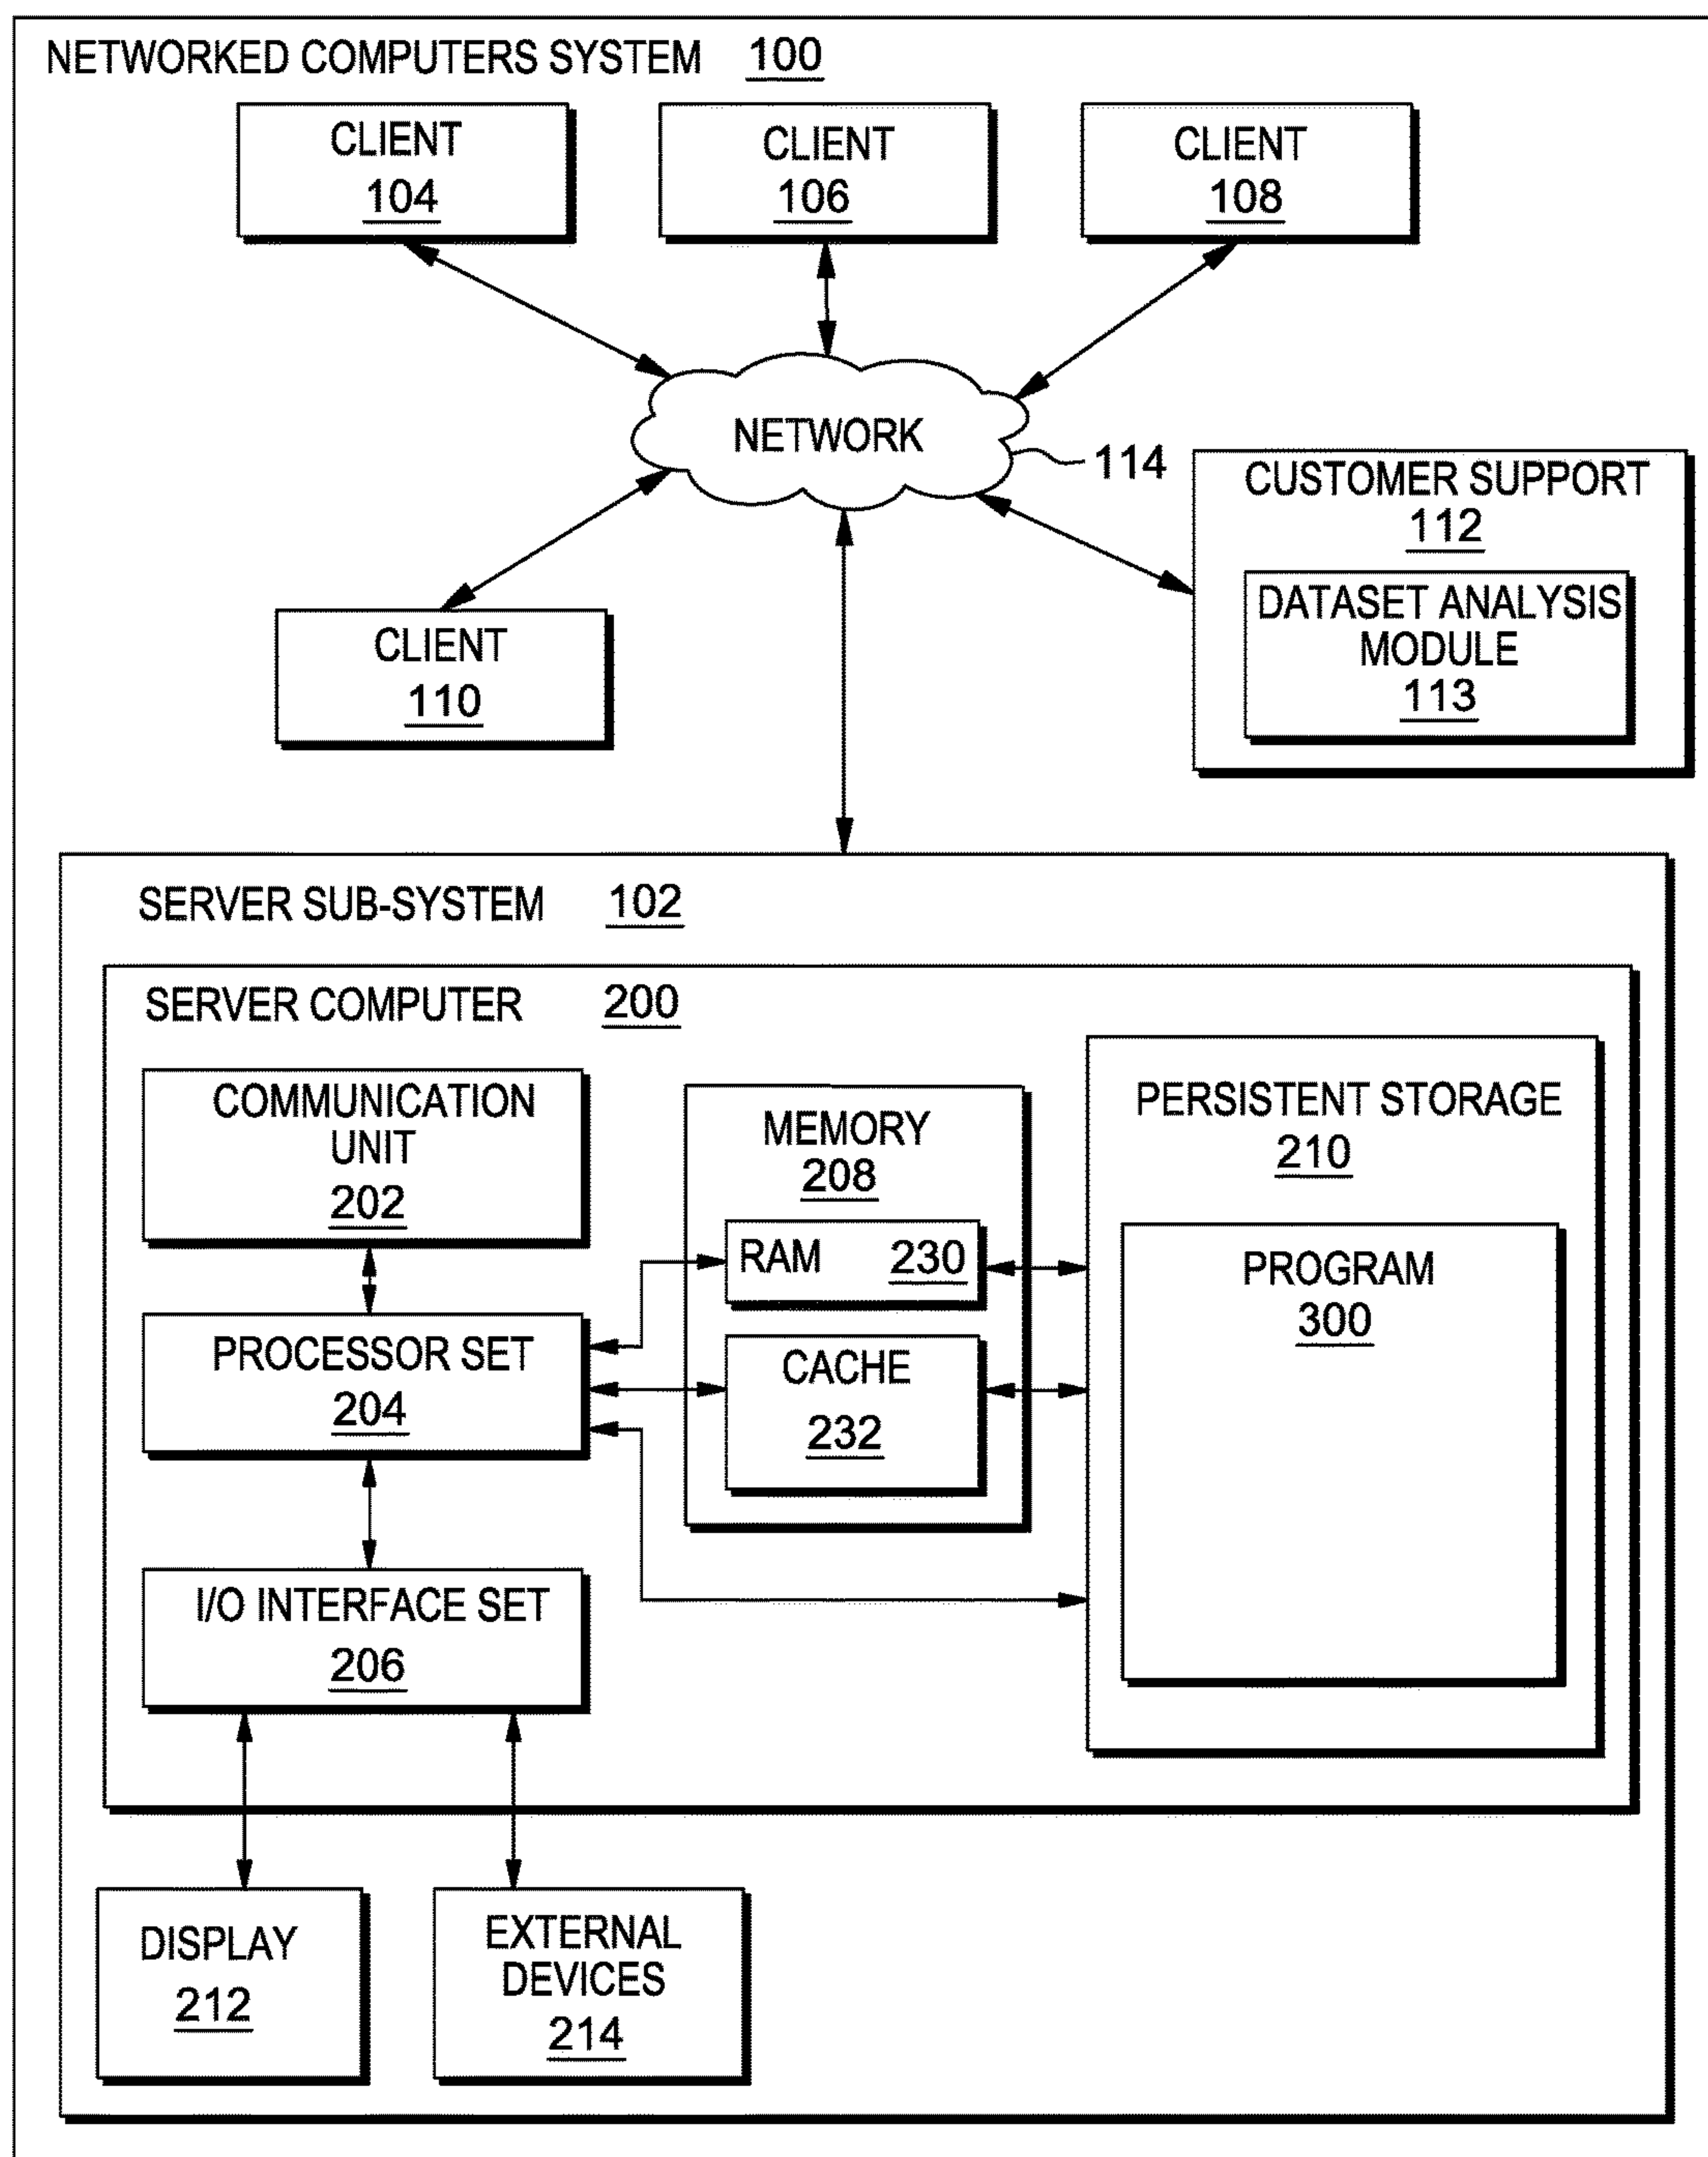 NETWORKED COMPUTERS SYSTEM 100
CLIENT
104
CLIENT
106
CLIENT
108
NETWORK
114
CUSTOMER SUPPORT
112
DATASET ANALYSIS
MODULE
113
CLIENT
110
SERVER SUB-SYSTEM 102
SERVER COMPUTER 200
COMMUNICATION
UNIT
202
MEMORY
208
PERSISTENT STORAGE
210
RAM 230
PROGRAM
300
PROCESSOR SET
204
CACHE
232
I/O INTERFACE SET
206
DISPLAY
212
EXTERNAL
DEVICES
214